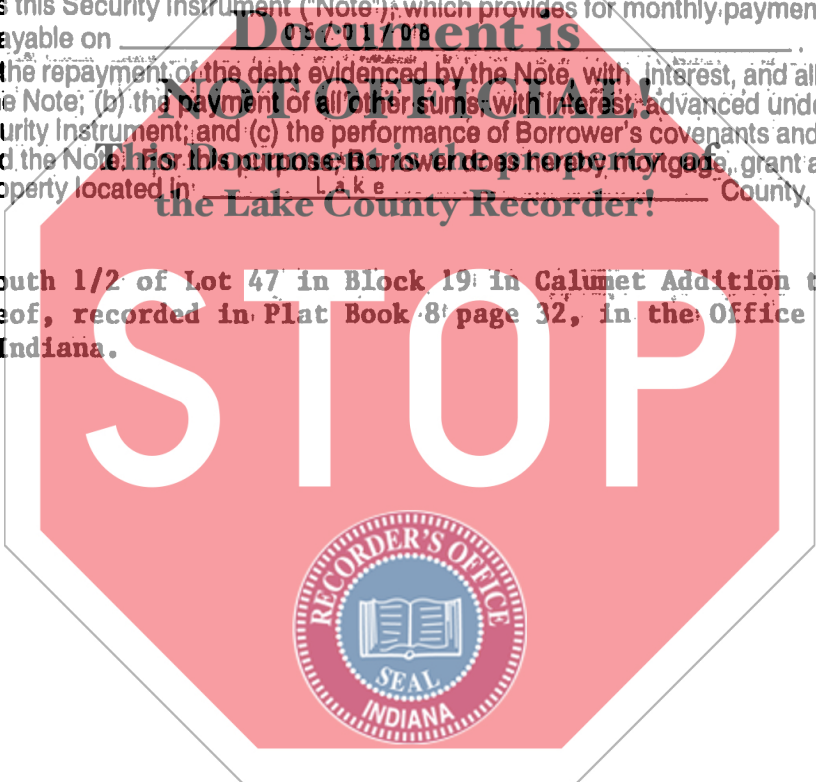 s this Security Instrument ("Note"), which provides for monthly paymen
ayable on 05/01/08 .
Document is
the repayment of the debt evidenced by the Note, with interest, and all
NOT OFFICIAL!
e Note; (b) the payment of all other sums, with interest, advanced unde
urity Instrument; and (c) the performance of Borrower's covenants and
This Document is the property of
d the Note. For this purpose, Borrower does hereby mortgage, grant a
operty located in Lake County,
the Lake County Recorder!
outh 1/2 of Lot 47 in Block 19 in Calumet Addition t
eof, recorded in Plat Book 8 page 32, in the Office
Indiana.
STOP
RECORDER'S OFFICE
SEAL
INDIANA